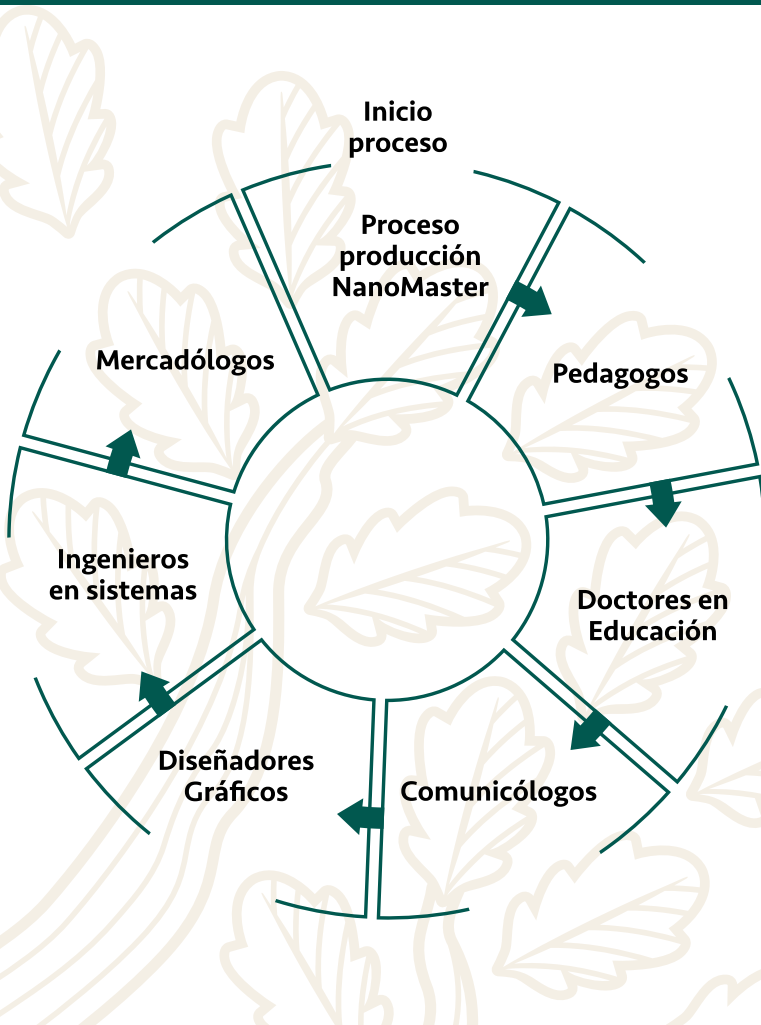 Inicio
proceso
Proceso
producción
NanoMaster
Pedagogos
Doctores en
Educación
Comunicólogos
Diseñadores
Gráficos
Ingenieros
en sistemas
Mercadólogos